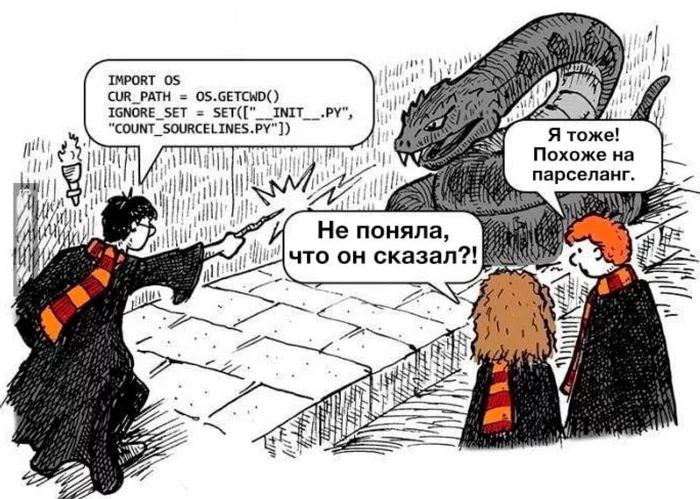 IMPORT OS
CUR_PATH = OS.GETCWD()
IGNORE_SET = SET(["__INIT__.PY",
"COUNT_SOURCELINES.PY"])
Не поняла,
что он сказал?!
Я тоже!
Похоже на
парселанг.